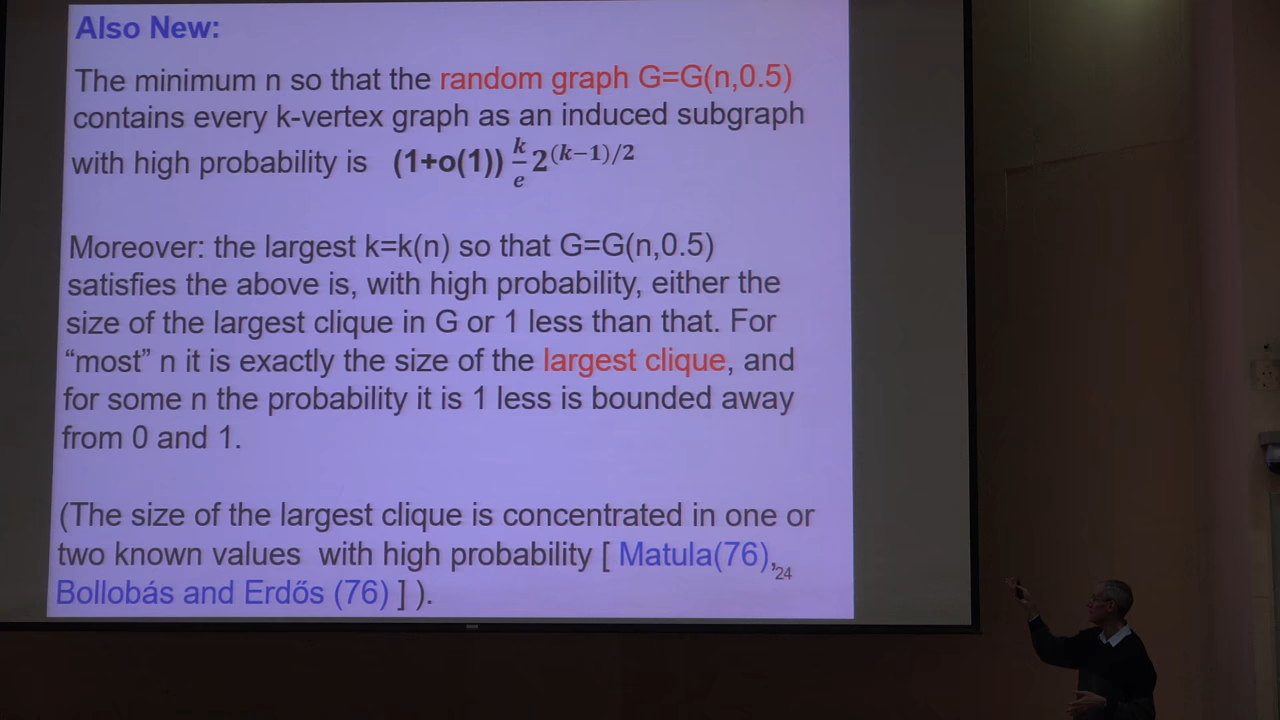 Also New:
The minimum n so that the random graph G=G(n,0.5)
contains every k-vertex graph as an induced subgraph
with high probability is (1+o(1)) k/e 2^(k−1)/2
Moreover: the largest k=k(n) so that G=G(n,0.5)
satisfies the above is, with high probability, either the
size of the largest clique in G or 1 less than that. For
“most” n it is exactly the size of the largest clique, and
for some n the probability it is 1 less is bounded away
from 0 and 1.
(The size of the largest clique is concentrated in one or
two known values with high probability [ Matula(76),
Bollobás and Erdős (76) ] ).
24